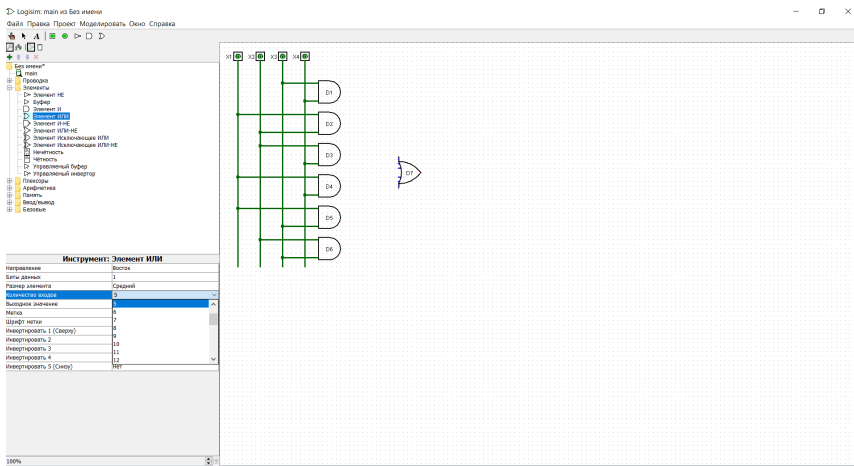 Logisim: main из Без имени
Файл Правка Проект Моделировать Окно Справка
A
Без имени*
main
Проводка
Элементы
Элемент НЕ
Буфер
Элемент И
Элемент ИЛИ
Элемент И-НЕ
Элемент ИЛИ-НЕ
Элемент Исключающее ИЛИ
Элемент Исключающее ИЛИ-НЕ
Нечётность
Чётность
Управляемый буфер
Управляемый инвертор
Плексоры
Арифметика
Память
Ввод/вывод
Базовые
Инструмент: Элемент ИЛИ
Направление Восток
Биты данных 1
Размер элемента Средний
Количество входов 5
Выходное значение 5
Метка 6
Шрифт метки 7
Инвертировать 1 (Сверху) 8
Инвертировать 2 9
10
Инвертировать 3 11
Инвертировать 4 12
Инвертировать 5 (Снизу) Нет
100%
X1 X2 X3 X4
D1
D2
D3
D4
D5
D6
D7